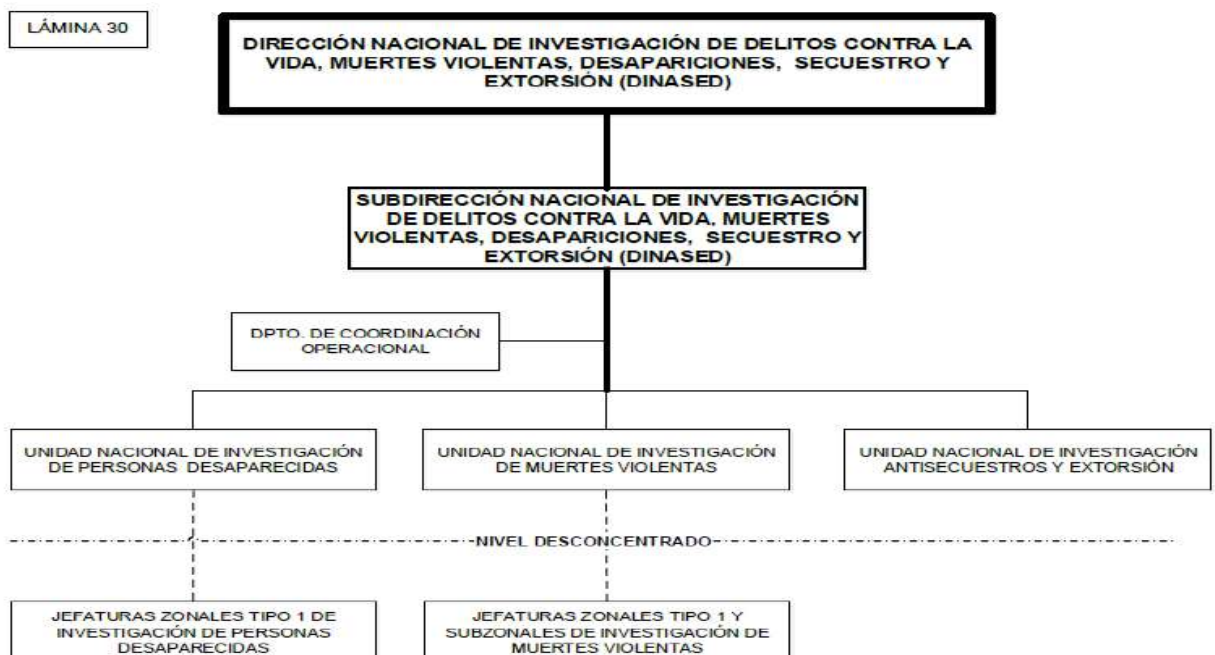 LÁMINA 30
DIRECCIÓN NACIONAL DE INVESTIGACIÓN DE DELITOS CONTRA LA
VIDA, MUERTES VIOLENTAS, DESAPARICIONES, SECUESTRO Y
EXTORSIÓN (DINASED)
SUBDIRECCIÓN NACIONAL DE INVESTIGACIÓN
DE DELITOS CONTRA LA VIDA, MUERTES
VIOLENTAS, DESAPARICIONES, SECUESTRO Y
EXTORSIÓN (DINASED)
DPTO. DE COORDINACIÓN
OPERACIONAL
UNIDAD NACIONAL DE INVESTIGACIÓN
DE PERSONAS DESAPARECIDAS
UNIDAD NACIONAL DE INVESTIGACIÓN
DE MUERTES VIOLENTAS
UNIDAD NACIONAL DE INVESTIGACIÓN
ANTISECUESTROS Y EXTORSIÓN
NIVEL DESCONCENTRADO
JEFATURAS ZONALES TIPO 1 DE
INVESTIGACIÓN DE PERSONAS
DESAPARECIDAS
JEFATURAS ZONALES TIPO 1 Y
SUBZONALES DE INVESTIGACIÓN DE
MUERTES VIOLENTAS